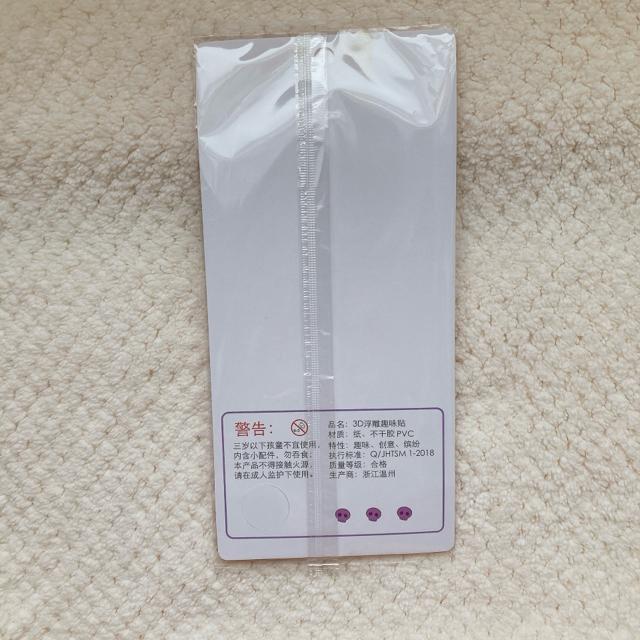 警告：
三岁以下孩童不宜使用，
内含小配件，勿吞食。
本产品不得接触火源，
请在成人监护下使用。
品名：3D浮雕趣味贴
材质：纸、不干胶 PVC
特性：趣味、创意、缤纷
执行标准：Q/JHTSM 1-2018
质量等级：合格
生产商：浙江温州